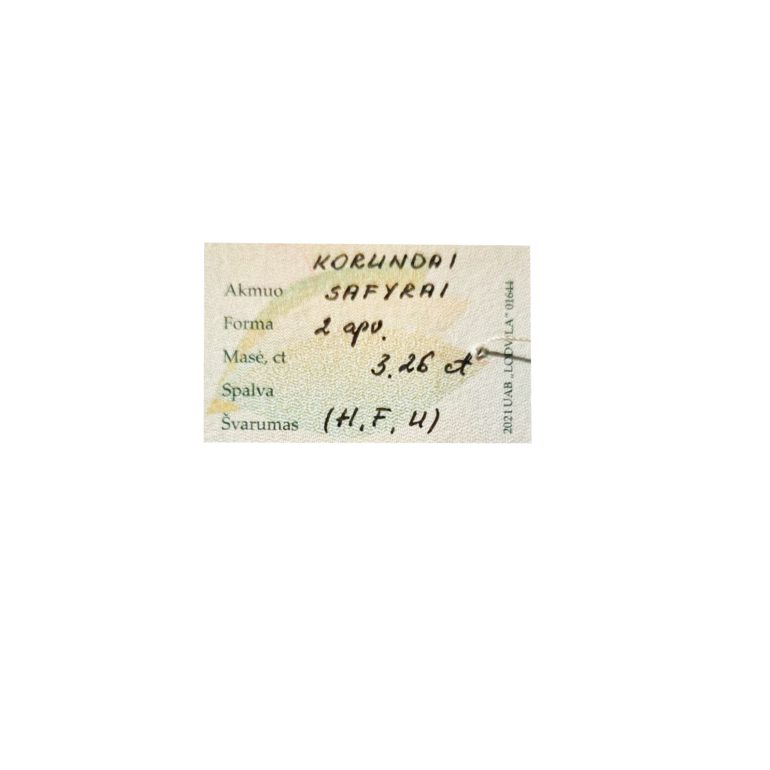 KORUNDAI
Akmuo SAFYRAI
Forma 2 apv.
Masė, ct 3.26 ct
Spalva
Švarumas (H, F, U)
2021 UAB „LODVILA" 01644